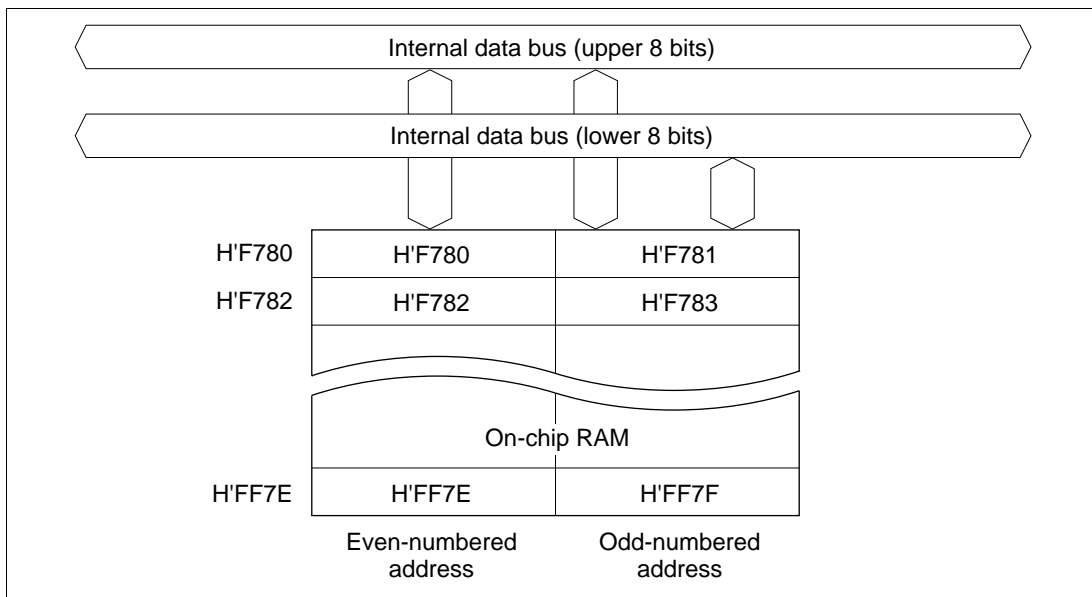 Internal data bus (upper 8 bits)
Internal data bus (lower 8 bits)
H'F780 H'F780 H'F781
H'F782 H'F782 H'F783
On-chip RAM
H'FF7E H'FF7E H'FF7F
Even-numbered Odd-numbered
address address